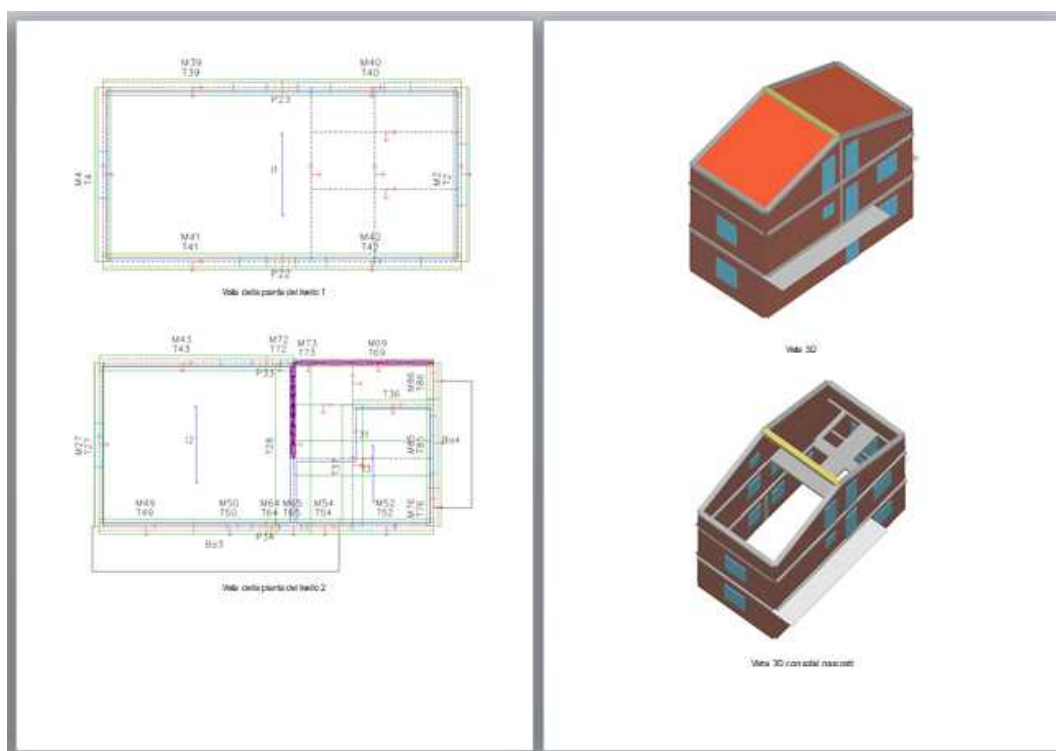 M39 M40
T39 T40
P23
M4
T4
I1
M2
T2
M41
T41
T42
P22
Vista della pianta del livello 1
M43 M72 M73 M69
T43 T72 T73 T69
P33
M86
T86
T36
M27
T27
I2
T28
T37
M85
T85
Ba4
M49 M50 M64 M65 M54 M52
T49 T50 T64 T65 T54 T52
M76
T76
Ba3 P34
Vista della pianta del livello 2
Vista 3D
Vista 3D con solai nascosti